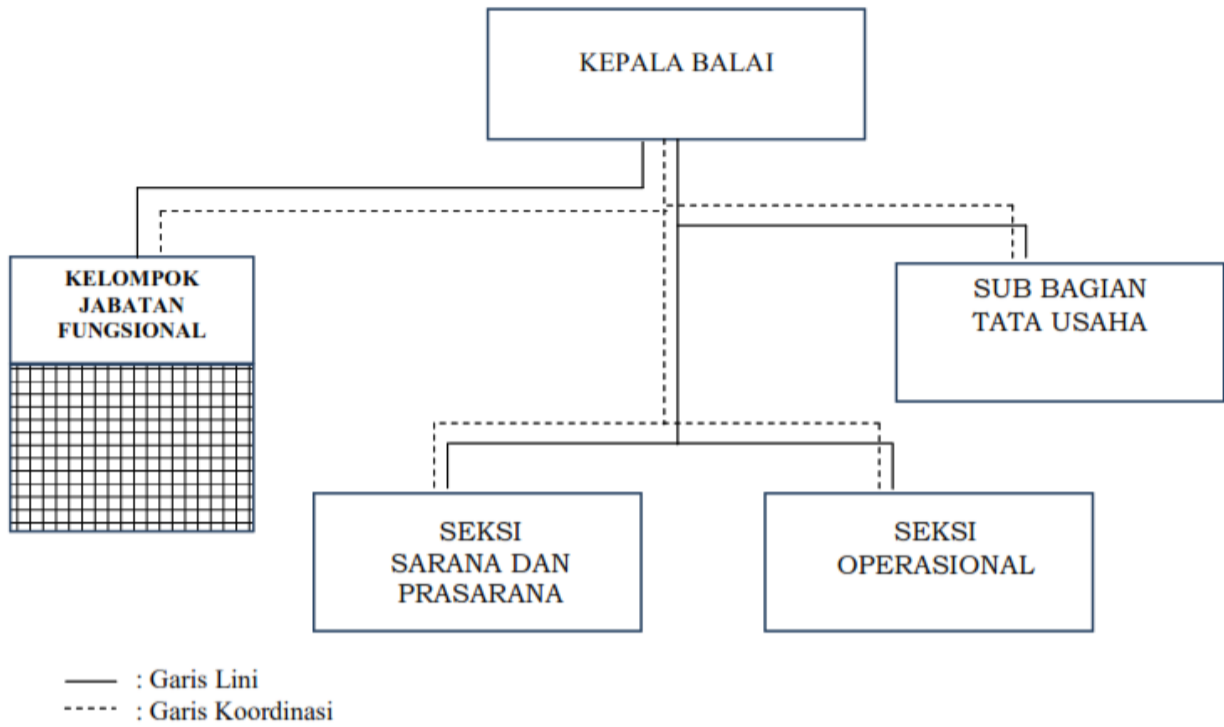 KEPALA BALAI
KELOMPOK
JABATAN
FUNGSIONAL
SUB BAGIAN
TATA USAHA
SEKSI
SARANA DAN
PRASARANA
SEKSI
OPERASIONAL
: Garis Lini
: Garis Koordinasi